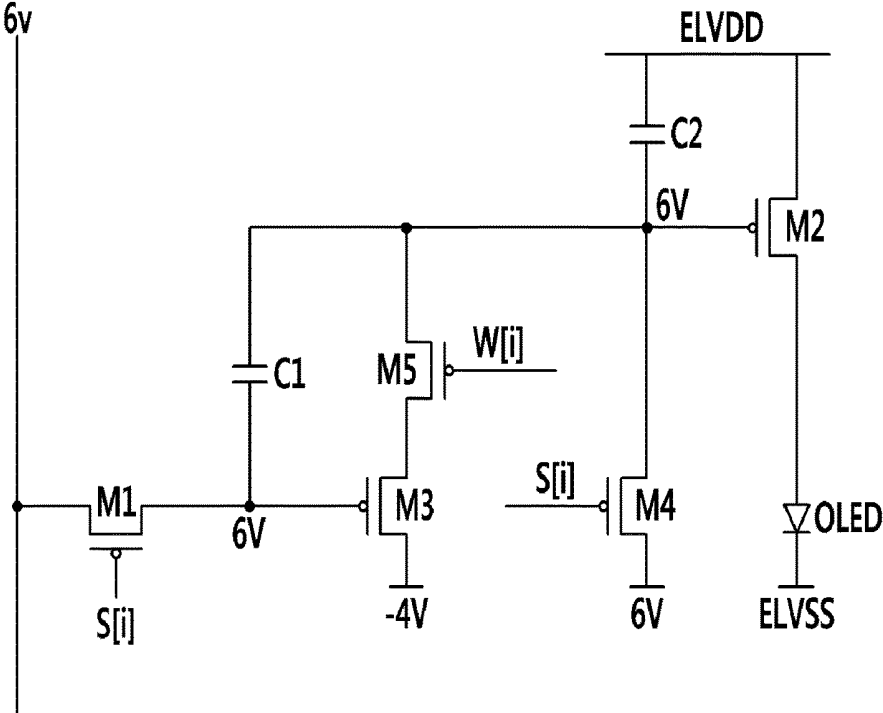 6v
ELVDD
C2
6V
M2
W[i]
M5
C1
S[i]
M1
M3
M4
OLED
6V
S[i]
-4V
6V
ELVSS